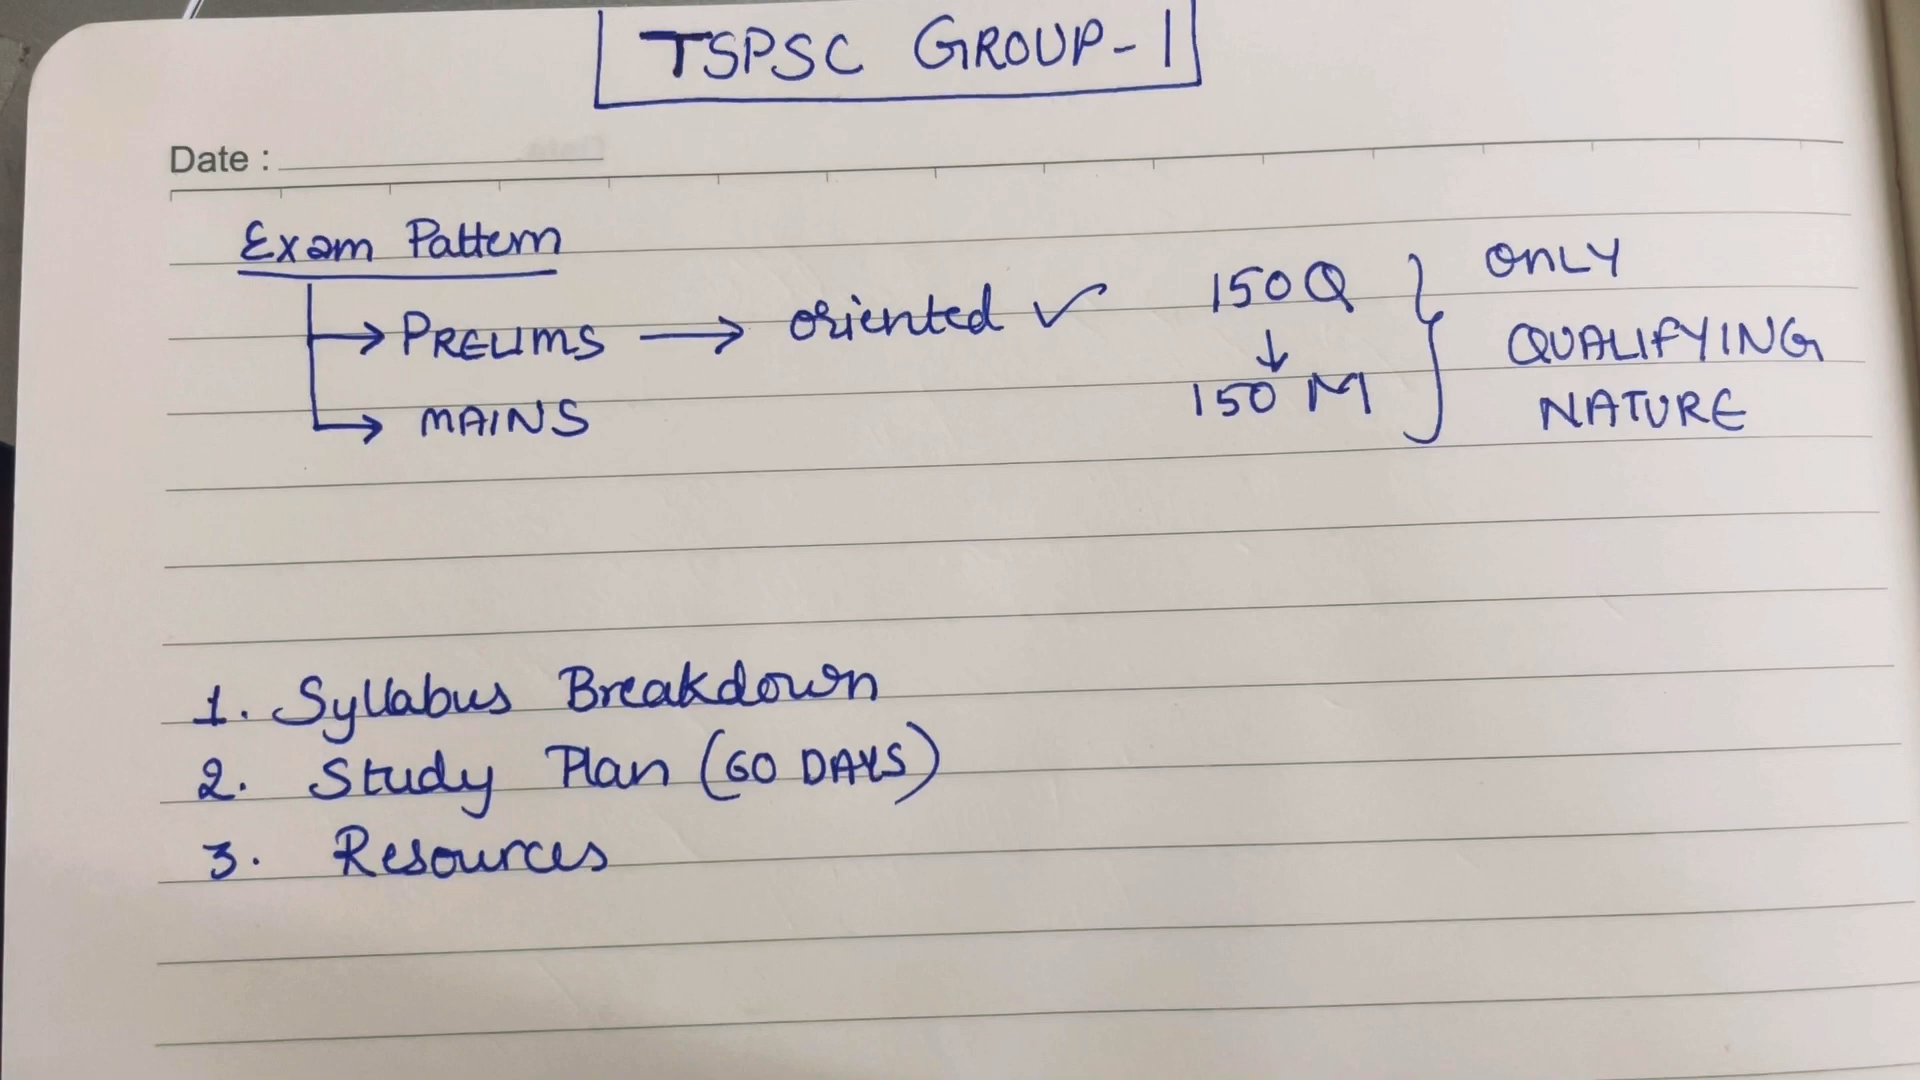 TSPSC GROUP-1
Date :
Exam Pattern
→ PRELIMS → oriented ✓ 150Q } ONLY
↓ QUALIFYING
→ MAINS 150 M NATURE
1. Syllabus Breakdown
2. Study Plan (60 DAYS)
3. Resources